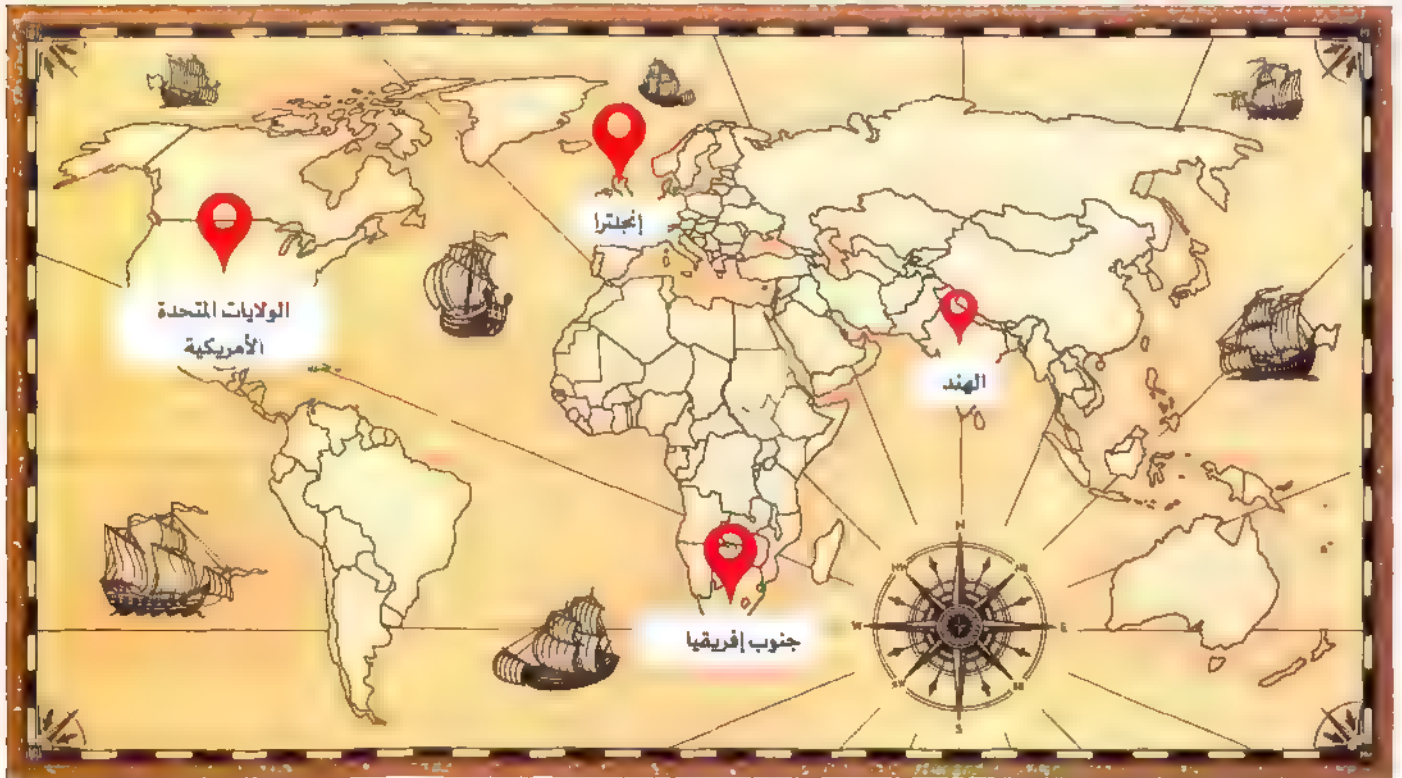 إنجلترا
الولايات المتحدة
الأمريكية
الهند
جنوب إفريقيا
N
W
E
S